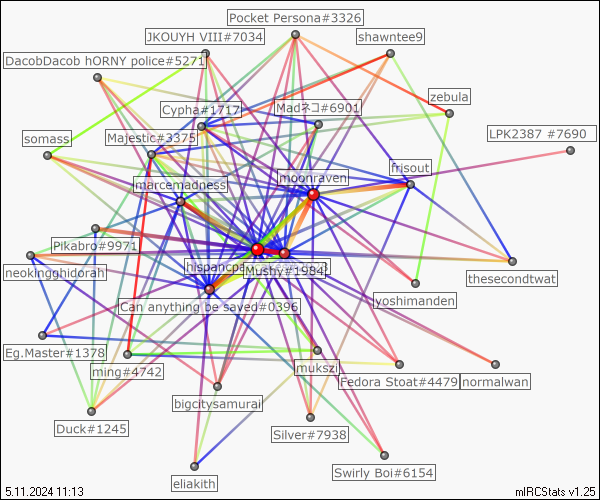 Pocket Persona#3326
JKOUYH VIII#7034
shawntee9
DacobDacob hORNY police#5271
zebula
Cypha#1717
Madネコ#6901
LPK2387 #7690
somass
Majestic#3375
frisout
moonraven
marcemadness
Pikabro#9971
neokingghidorah
hispancpa
Mushy#1984
thesecondtwat
yoshimanden
Can anything be saved#0396
Eg.Master#1378
ming#4742
mukszi
Fedora Stoat#4479
normalwan
bigcitysamurai
Duck#1245
Silver#7938
Swirly Boi#6154
eliakith
5.11.2024 11:13
mIRCStats v1.25